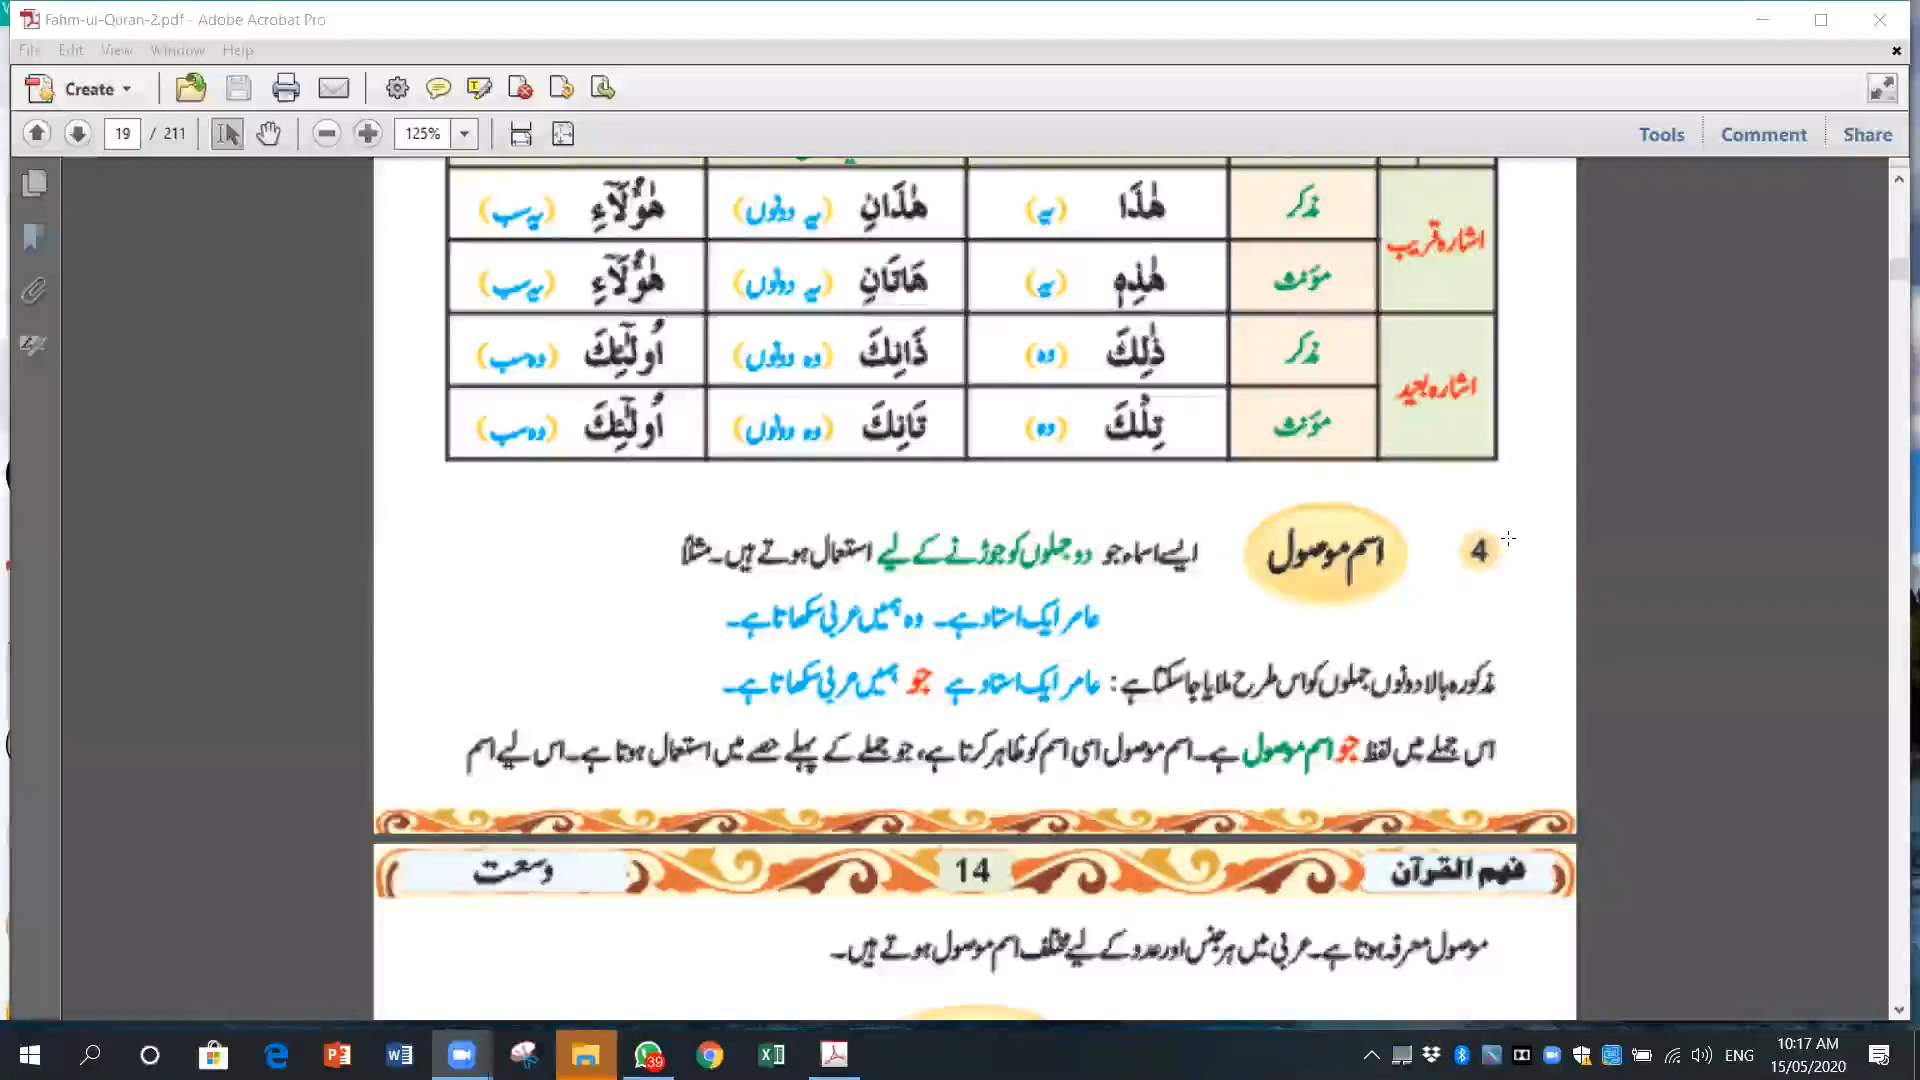 Fahm-ul-Quran-2.pdf - Adobe Acrobat Pro
File Edit View Window Help
Create
19 / 211 125% Tools Comment Share
اشارہ قریب مذکر هٰذَا (یہ) هٰذَانِ (یہ دونوں) هٰٓؤُلَآءِ (یہ سب)
مؤنث هٰذِهٖ (یہ) هَاتَانِ (یہ دونوں) هٰٓؤُلَآءِ (یہ سب)
اشارہ بعید مذکر ذٰلِكَ (وہ) ذَانِكَ (وہ دونوں) اُولٰٓئِكَ (وہ سب)
مؤنث تِلْكَ (وہ) تَانِكَ (وہ دونوں) اُولٰٓئِكَ (وہ سب)
4 اسم موصول ایسے اسماء جو دو جملوں کو جوڑنے کے لیے استعمال ہوتے ہیں۔ مثلاً
عامر ایک استاد ہے۔ وہ ہمیں عربی سکھاتا ہے۔
مذکورہ بالا دونوں جملوں کو اس طرح ملایا جا سکتا ہے: عامر ایک استاد ہے جو ہمیں عربی سکھاتا ہے۔
اس جملے میں لفظ جو اسم موصول ہے۔ اسم موصول اسی اسم کو ظاہر کرتا ہے، جو جملے کے پہلے حصے میں استعمال ہوتا ہے۔ اس لیے اسم
فهم القرآن 14 وسعت
موصول معرفہ ہوتا ہے۔ عربی میں ہر جنس اور عدد کے لیے مختلف اسم موصول ہوتے ہیں۔
39 ENG 10:17 AM
15/05/2020